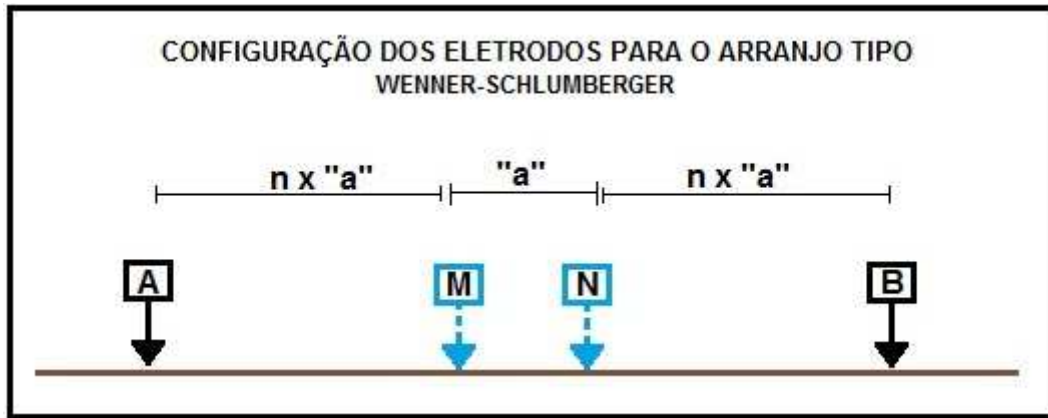 CONFIGURAÇÃO DOS ELETRODOS PARA O ARRANJO TIPO
WENNER-SCHLUMBERGER
n x "a" "a" n x "a"
A M N B